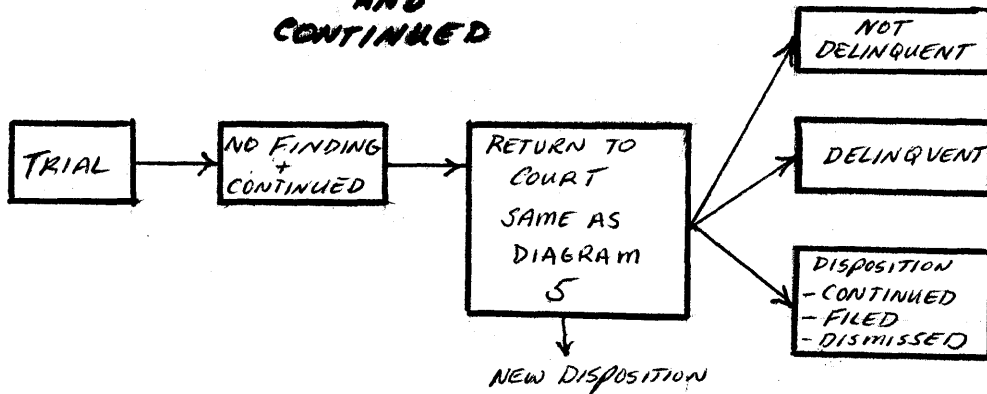 AND
CONTINUED
TRIAL
NO FINDING
+
CONTINUED
RETURN TO
COURT
SAME AS
DIAGRAM
5
NEW DISPOSITION
NOT
DELINQUENT
DELINQUENT
DISPOSITION
- CONTINUED
- FILED
- DISMISSED